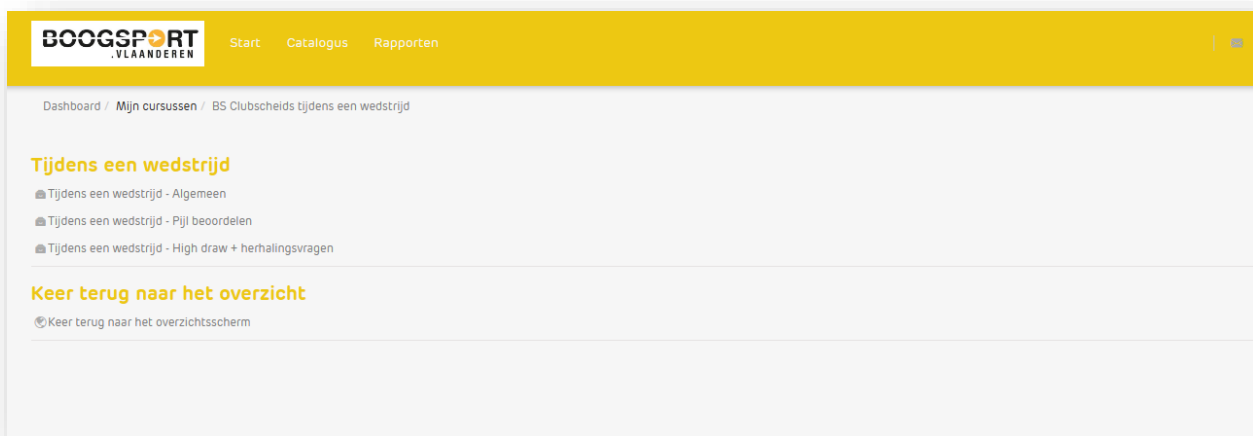 BOOGSPORT
.VLAANDEREN
Start Catalogus Rapporten
Dashboard / Mijn cursussen / BS Clubscheids tijdens een wedstrijd
Tijdens een wedstrijd
Tijdens een wedstrijd - Algemeen
Tijdens een wedstrijd - Pijl beoordelen
Tijdens een wedstrijd - High draw + herhalingsvragen
Keer terug naar het overzicht
Keer terug naar het overzichtsscherm